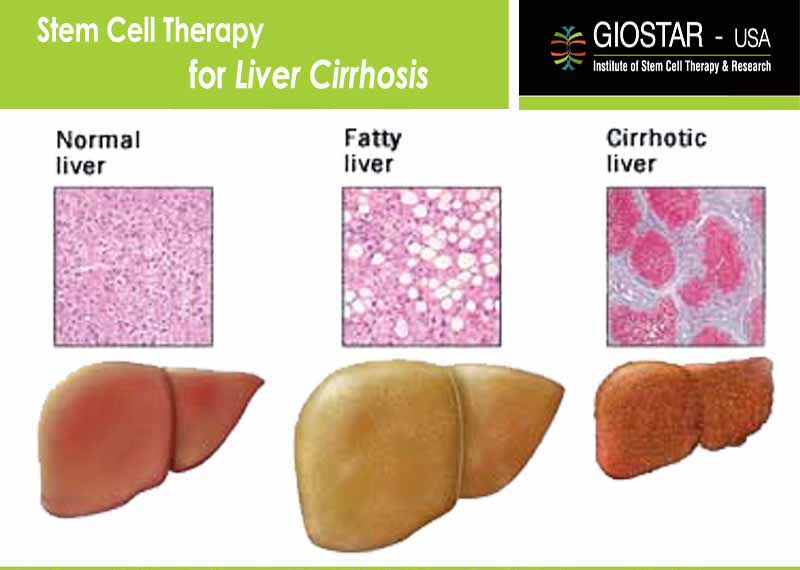 Stem Cell Therapy
for Liver Cirrhosis
GIOSTAR - USA
Institute of Stem Cell Therapy & Research
Normal
liver
Fatty
liver
Cirrhotic
liver